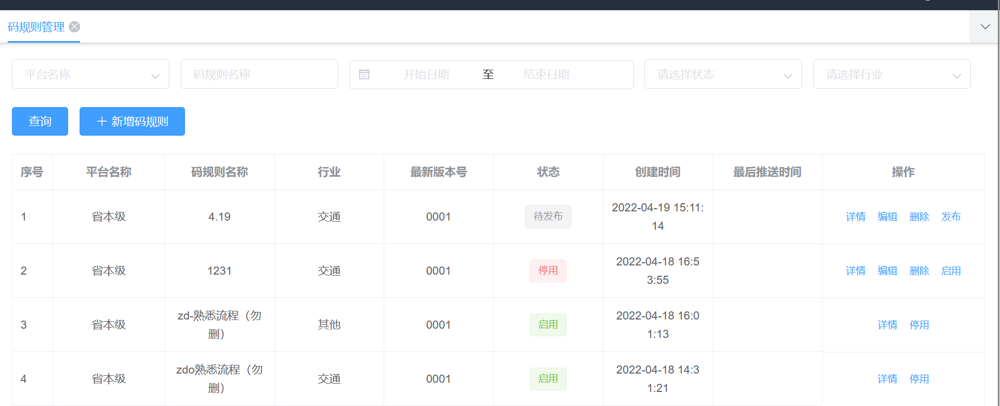 码规则管理
平台名称 码规则名称 开始日期 至 结束日期 请选择状态 请选择行业
查询 新增码规则
序号 平台名称 码规则名称 行业 最新版本号 状态 创建时间 最后推送时间 操作
1 省本级 4.19 交通 0001 待发布 2022-04-19 15:11:
14
详情 编辑 删除 发布
2 省本级 1231 交通 0001 停用 2022-04-18 16:5
3:55
详情 编辑 删除 启用
3 省本级 zd-熟悉流程（勿
删）
其他 0001 启用 2022-04-18 16:0
1:13
详情 停用
4 省本级 zdo熟悉流程（勿
删）
交通 0001 启用 2022-04-18 14:3
1:21
详情 停用